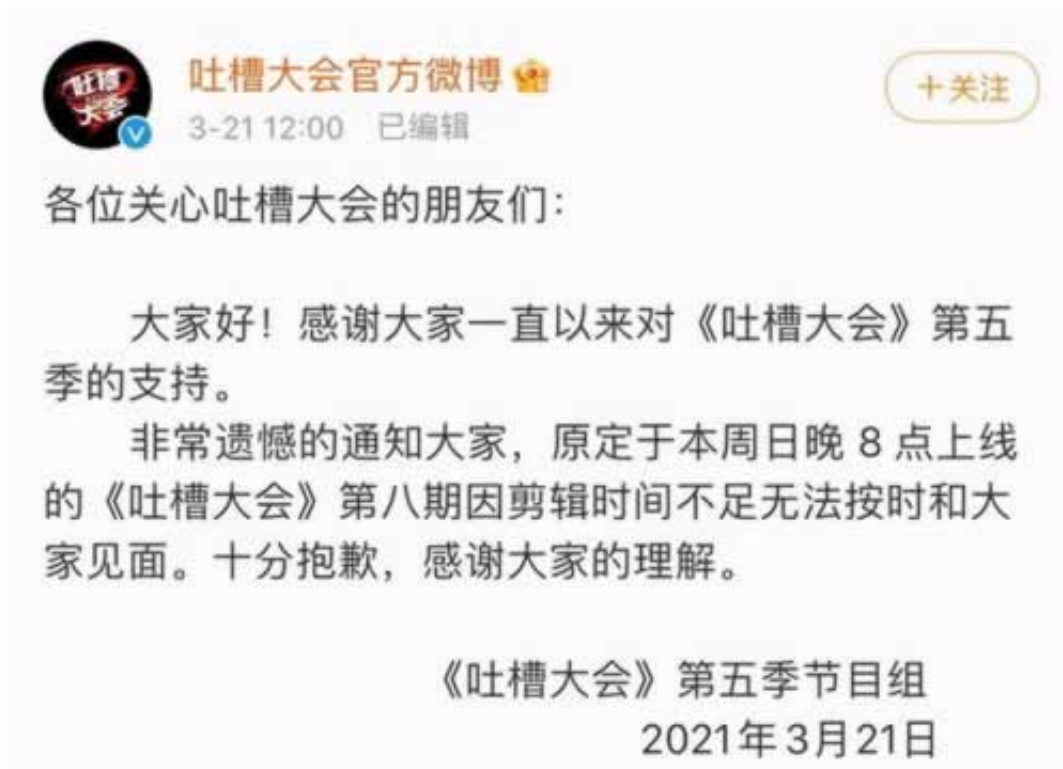 吐槽大会
吐槽大会官方微博
+关注
3-21 12:00 已编辑
各位关心吐槽大会的朋友们：
大家好！感谢大家一直以来对《吐槽大会》第五
季的支持。
非常遗憾的通知大家，原定于本周日晚 8 点上线
的《吐槽大会》第八期因剪辑时间不足无法按时和大
家见面。十分抱歉，感谢大家的理解。
《吐槽大会》第五季节目组
2021年3月21日